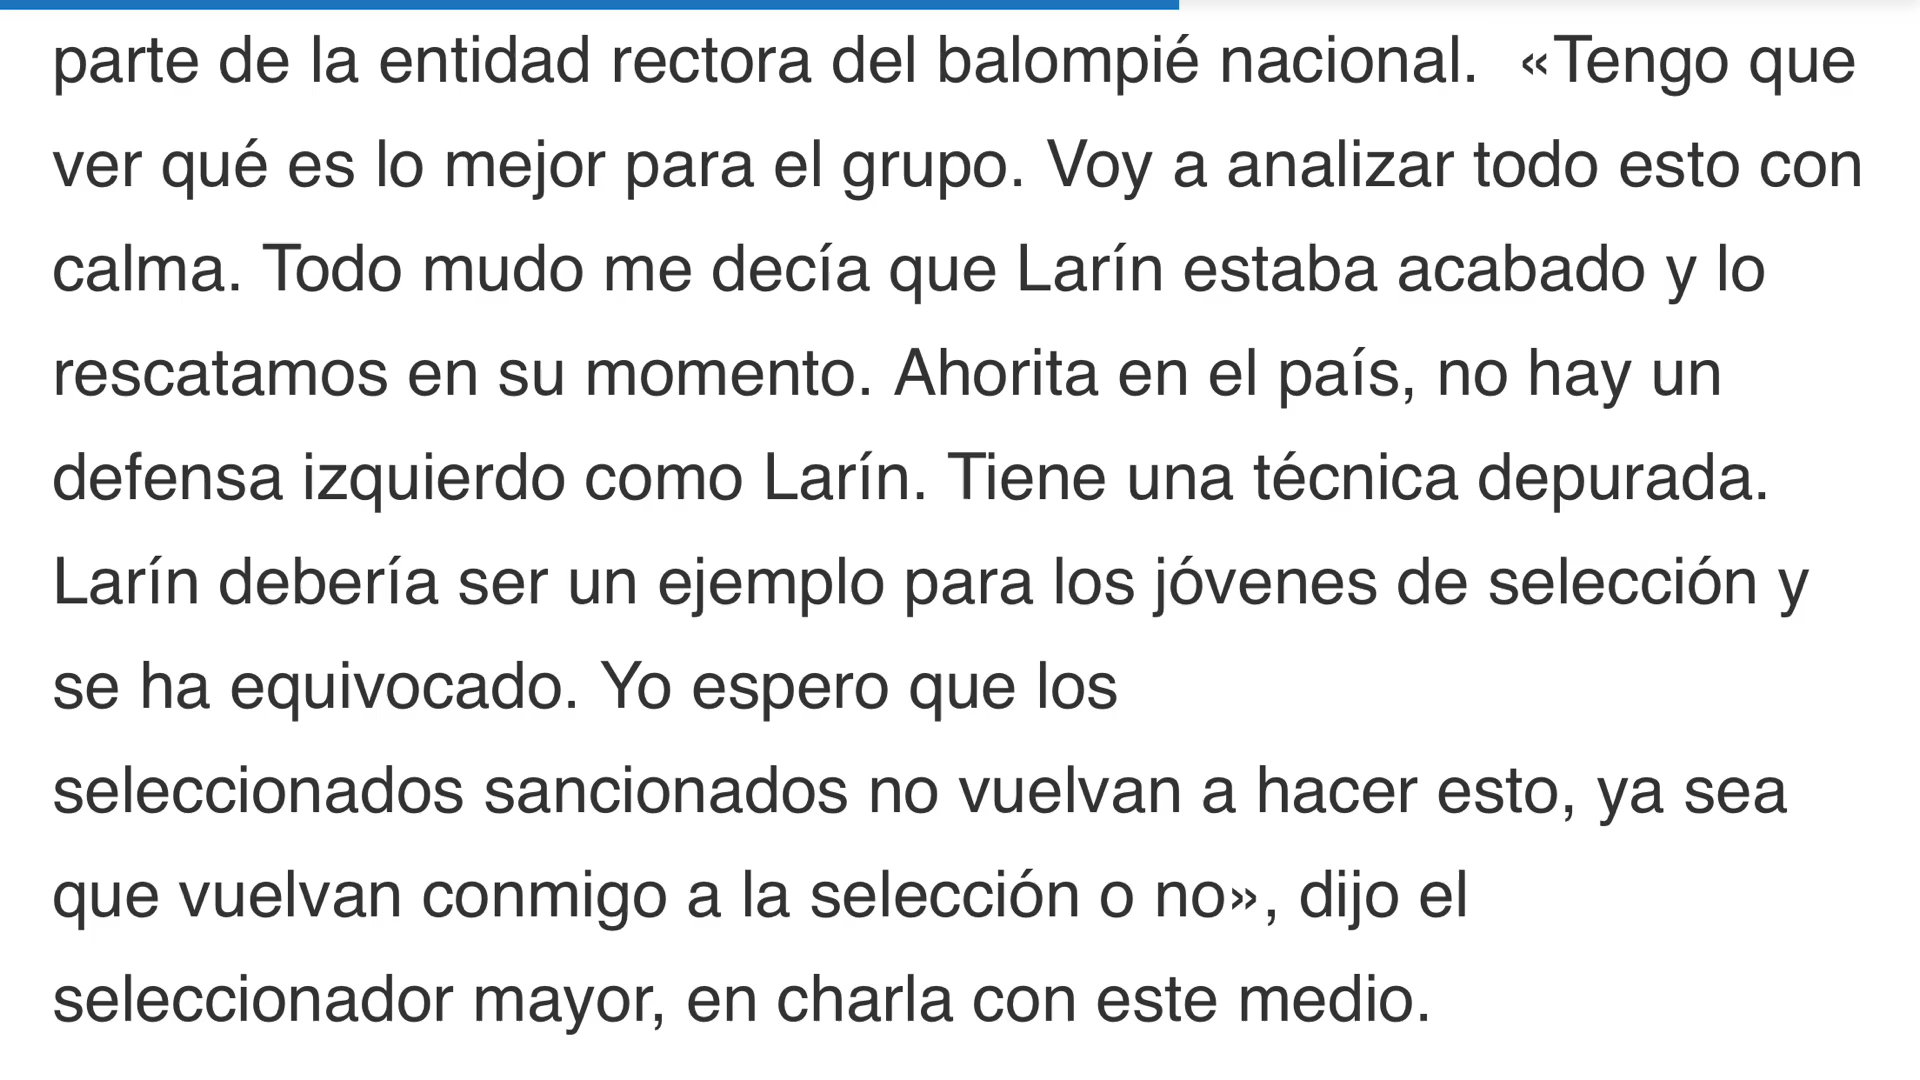 parte de la entidad rectora del balompié nacional.  «Tengo que
ver qué es lo mejor para el grupo. Voy a analizar todo esto con
calma. Todo mudo me decía que Larín estaba acabado y lo
rescatamos en su momento. Ahorita en el país, no hay un
defensa izquierdo como Larín. Tiene una técnica depurada.
Larín debería ser un ejemplo para los jóvenes de selección y
se ha equivocado. Yo espero que los
seleccionados sancionados no vuelvan a hacer esto, ya sea
que vuelvan conmigo a la selección o no», dijo el
seleccionador mayor, en charla con este medio.